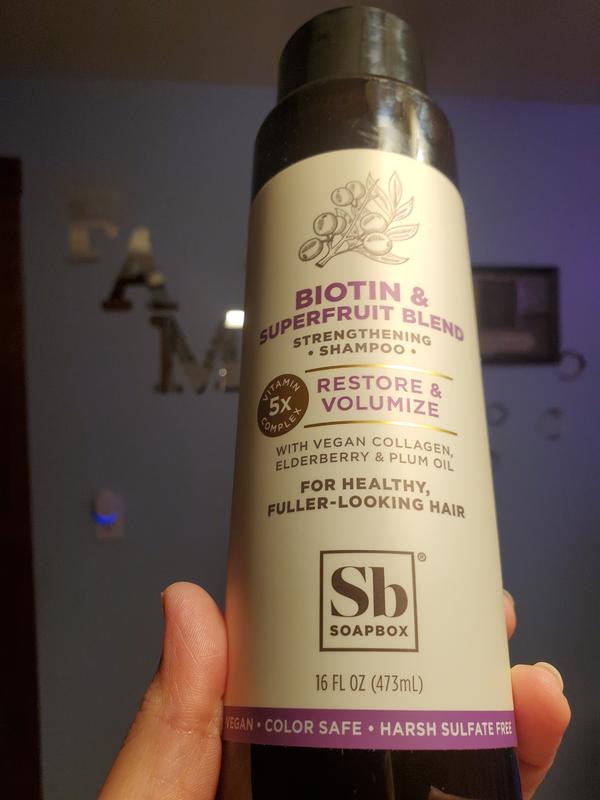 F
A
M
BIOTIN &
SUPERFRUIT BLEND
STRENGTHENING
• SHAMPOO •
VITAMIN
5X
COMPLEX
RESTORE &
VOLUMIZE
WITH VEGAN COLLAGEN,
ELDERBERRY & PLUM OIL
FOR HEALTHY,
FULLER-LOOKING HAIR
Sb®
SOAPBOX
16 FL OZ (473mL)
VEGAN • COLOR SAFE • HARSH SULFATE FREE